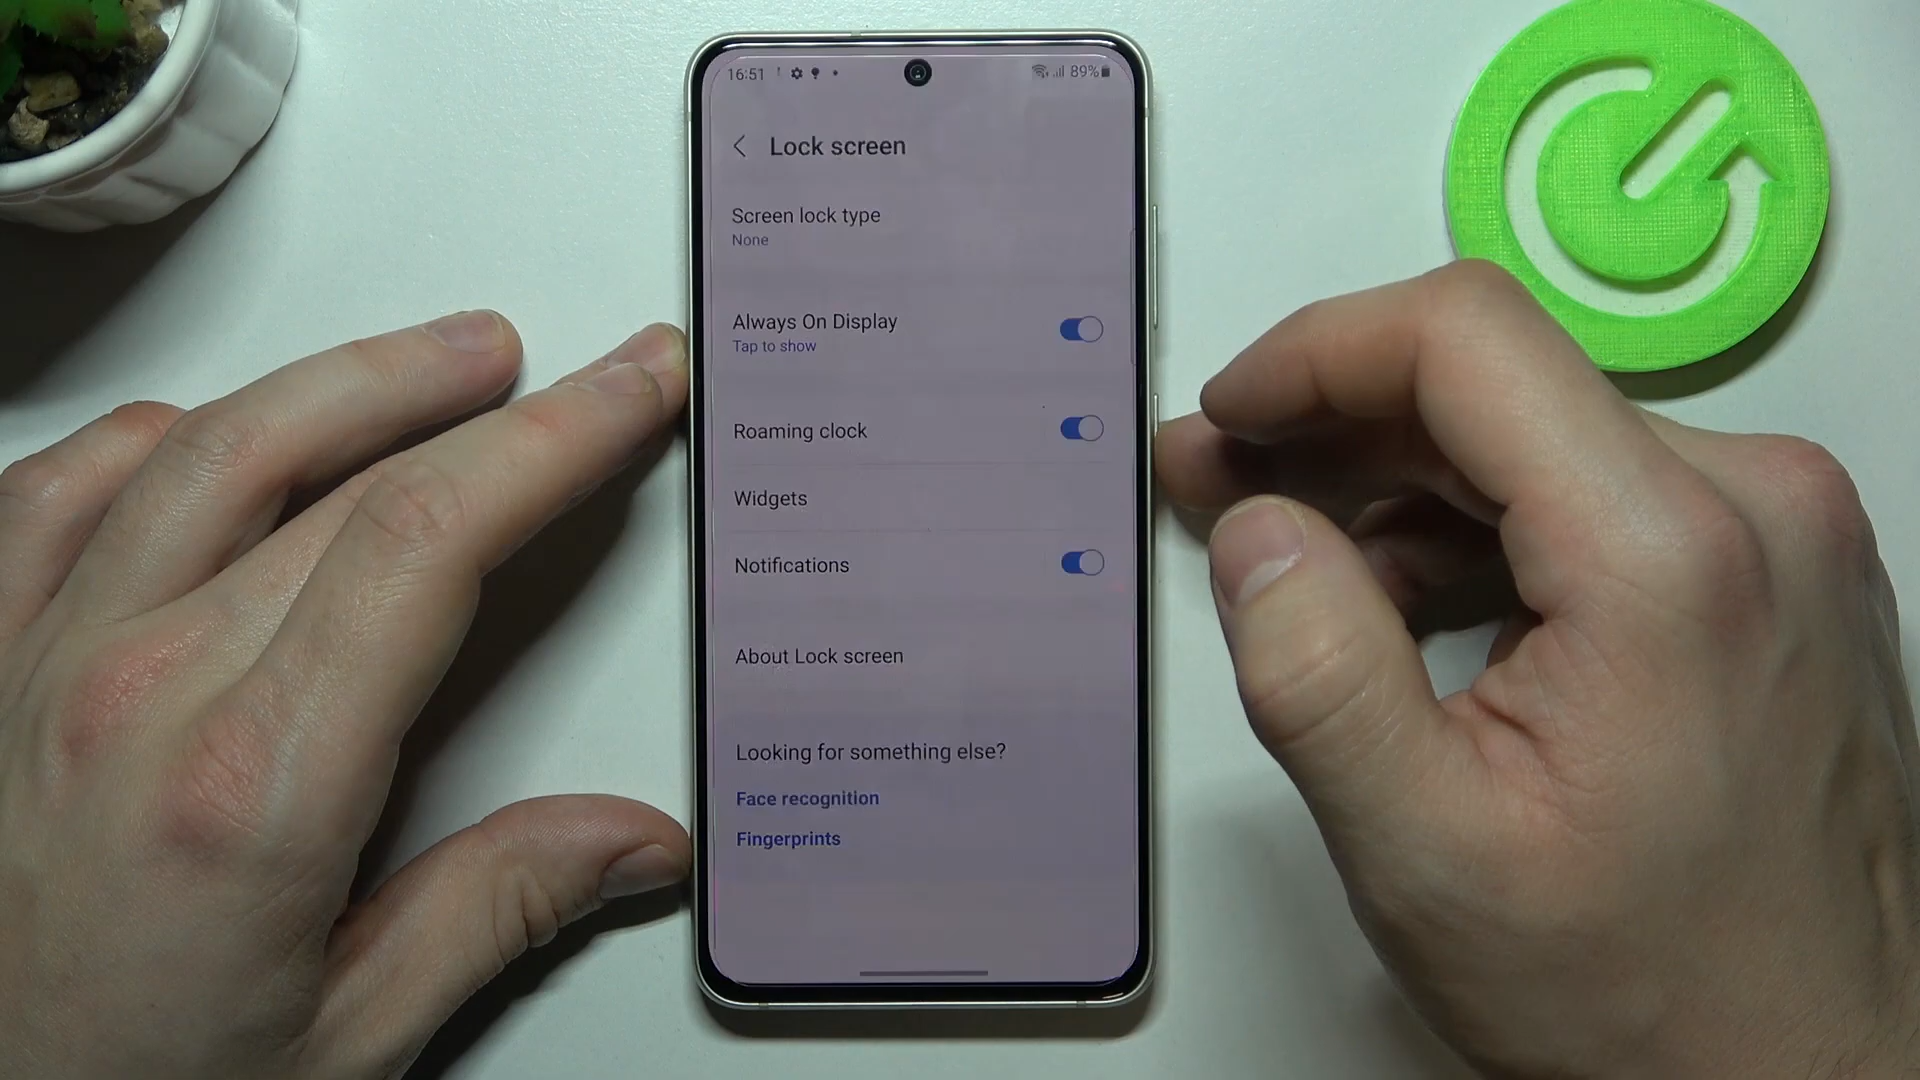 16:51 89%
Lock screen
Screen lock type
None
Always On Display
Tap to show
Roaming clock
Widgets
Notifications
About Lock screen
Looking for something else?
Face recognition
Fingerprints